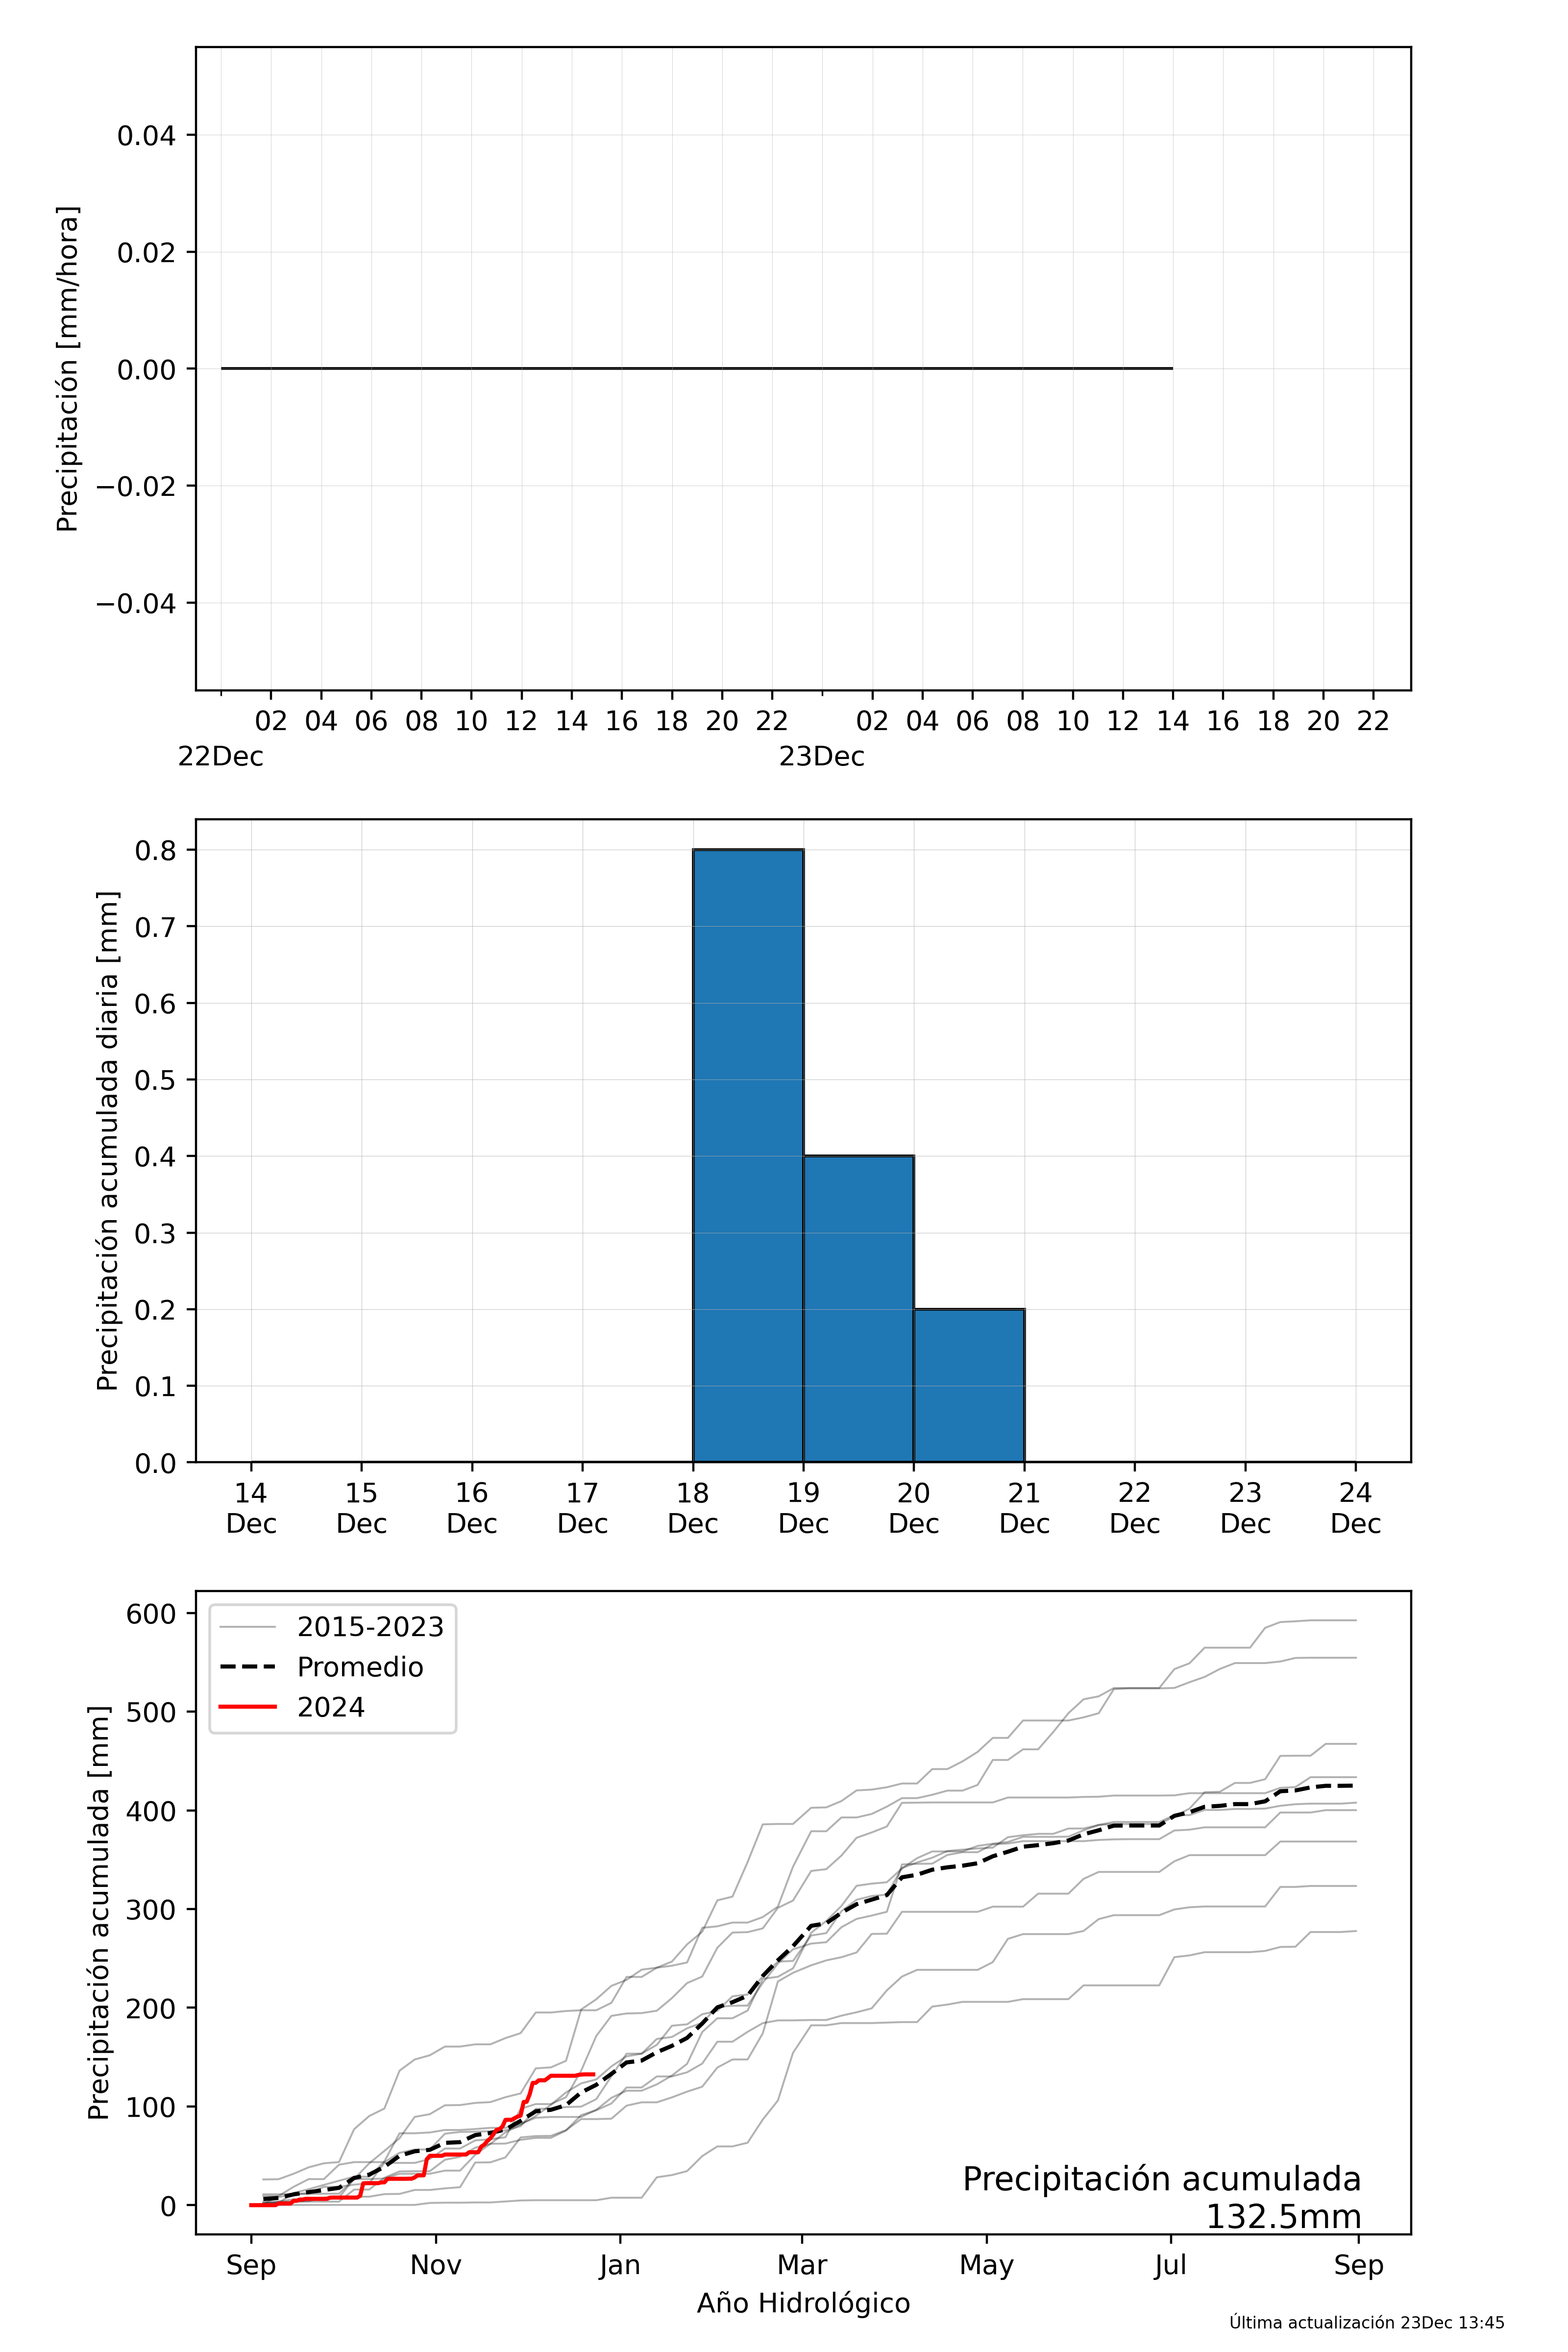 Precipitación [mm/hora]
0.04
0.02
0.00
−0.02
−0.04
02 04 06 08 10 12 14 16 18 20 22 02 04 06 08 10 12 14 16 18 20 22
22Dec 23Dec
Precipitación acumulada diaria [mm]
0.8
0.7
0.6
0.5
0.4
0.3
0.2
0.1
0.0
14 15 16 17 18 19 20 21 22 23 24
Dec Dec Dec Dec Dec Dec Dec Dec Dec Dec Dec
Precipitación acumulada [mm]
600
500
400
300
200
100
0
2015-2023
Promedio
2024
Precipitación acumulada
132.5mm
Sep Nov Jan Mar May Jul Sep
Año Hidrológico
Última actualización 23Dec 13:45